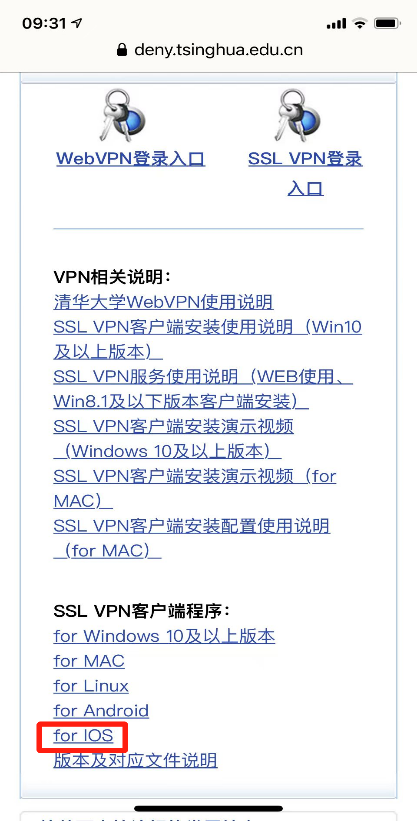 09:31
deny.tsinghua.edu.cn
WebVPN登录入口
SSL VPN登录
入口
VPN相关说明：
清华大学WebVPN使用说明
SSL VPN客户端安装使用说明（Win10
及以上版本）
SSL VPN服务使用说明（WEB使用、
Win8.1及以下版本客户端安装）
SSL VPN客户端安装演示视频
（Windows 10及以上版本）
SSL VPN客户端安装演示视频（for
MAC）
SSL VPN客户端安装配置使用说明
（for MAC）
SSL VPN客户端程序：
for Windows 10及以上版本
for MAC
for Linux
for Android
for IOS
版本及对应文件说明